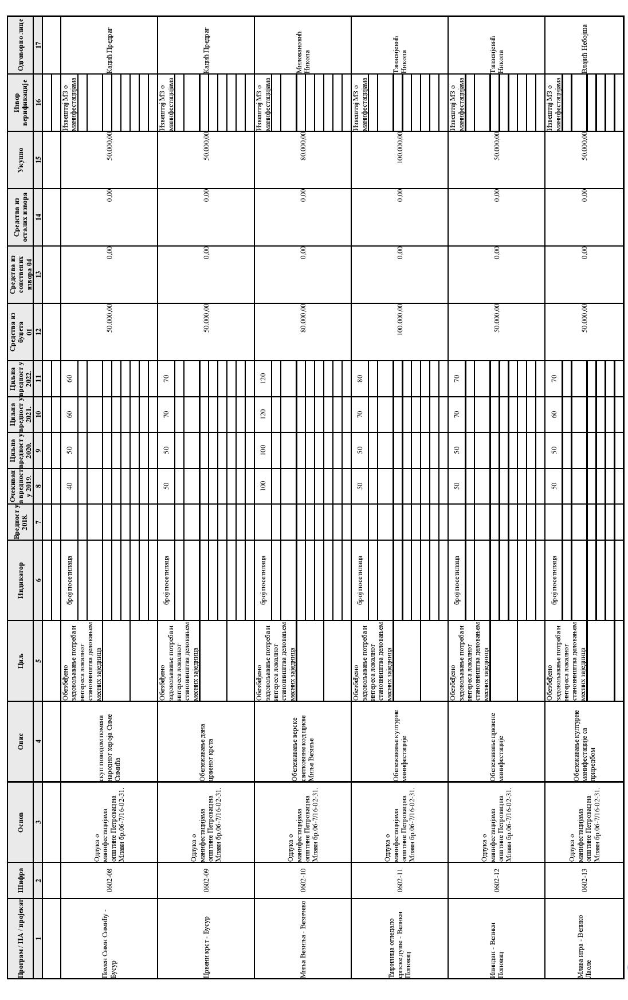 Програм / ПА / пројекат
Шифра
Основ
Опис
Циљ
Индикатор
Вредност у
2018.
Очекиван
а вредност
у 2019.
Циљна
вредност у
2020.
Циљна
вредност у
2021.
Циљна
вредност у
2022.
Средства из
буџета
01
Средства из
сопствених
извора 04
Средства из
осталих извора
Укупно
Извор
верификације
Одговорно лице
1
2
3
4
5
6
7
8
9
10
11
12
13
14
15
16
17
Помен Сими Симићу -
Бусур
0602-08
Одлука о
манифестацијама
општине Петровац на
Млави бр.06-7/16-02-31.
скуп поводом помена
народног хероја Симе
Симића
Обезбеђено
задовољавање потреба и
интереса локалног
становништва деловањем
месних заједница
број посетилаца
40
50
60
60
50.000,00
0,00
0,00
50.000,00
Извештај МЗ о
манифестацијама
Кадић Предраг
Црвени крст - Бусур
0602-09
Одлука о
манифестацијама
општине Петровац на
Млави бр.06-7/16-02-31.
Обележавање дана
црвеног крста
Обезбеђено
задовољавање потреба и
интереса локалног
становништва деловањем
месних заједница
број посетилаца
50
50
70
70
50.000,00
0,00
0,00
50.000,00
Извештај МЗ о
манифестацијама
Кадић Предраг
Миља Везиља - Везичево
0602-10
Одлука о
манифестацијама
општине Петровац на
Млави бр.06-7/16-02-31.
Обележавање верске
светковине код цркве
Миље Везиље
Обезбеђено
задовољавање потреба и
интереса локалног
становништва деловањем
месних заједница
број посетилаца
100
100
120
120
80.000,00
0,00
0,00
80.000,00
Извештај МЗ о
манифестацијама
Миловановић
Никола
Ћирилица огледало
српске душе - Велики
Поповац
0602-11
Одлука о
манифестацијама
општине Петровац на
Млави бр.06-7/16-02-31.
Обележавање културне
манифестације
Обезбеђено
задовољавање потреба и
интереса локалног
становништва деловањем
месних заједница
број посетилаца
50
50
70
80
100.000,00
0,00
0,00
100.000,00
Извештај МЗ о
манифестацијама
Танасијевић
Никола
Илиндан - Велики
Поповац
0602-12
Одлука о
манифестацијама
општине Петровац на
Млави бр.06-7/16-02-31.
Обележавање црквене
манифестације
Обезбеђено
задовољавање потреба и
интереса локалног
становништва деловањем
месних заједница
број посетилаца
50
50
70
70
50.000,00
0,00
0,00
50.000,00
Извештај МЗ о
манифестацијама
Танасијевић
Никола
Млава игра - Велико
Лаоле
0602-13
Одлука о
манифестацијама
општине Петровац на
Млави бр.06-7/16-02-31.
Обележавање културне
манифестације са
приредбом
Обезбеђено
задовољавање потреба и
интереса локалног
становништва деловањем
месних заједница
број посетилаца
50
50
60
70
50.000,00
0,00
0,00
50.000,00
Извештај МЗ о
манифестацијама
Влајић Небојша